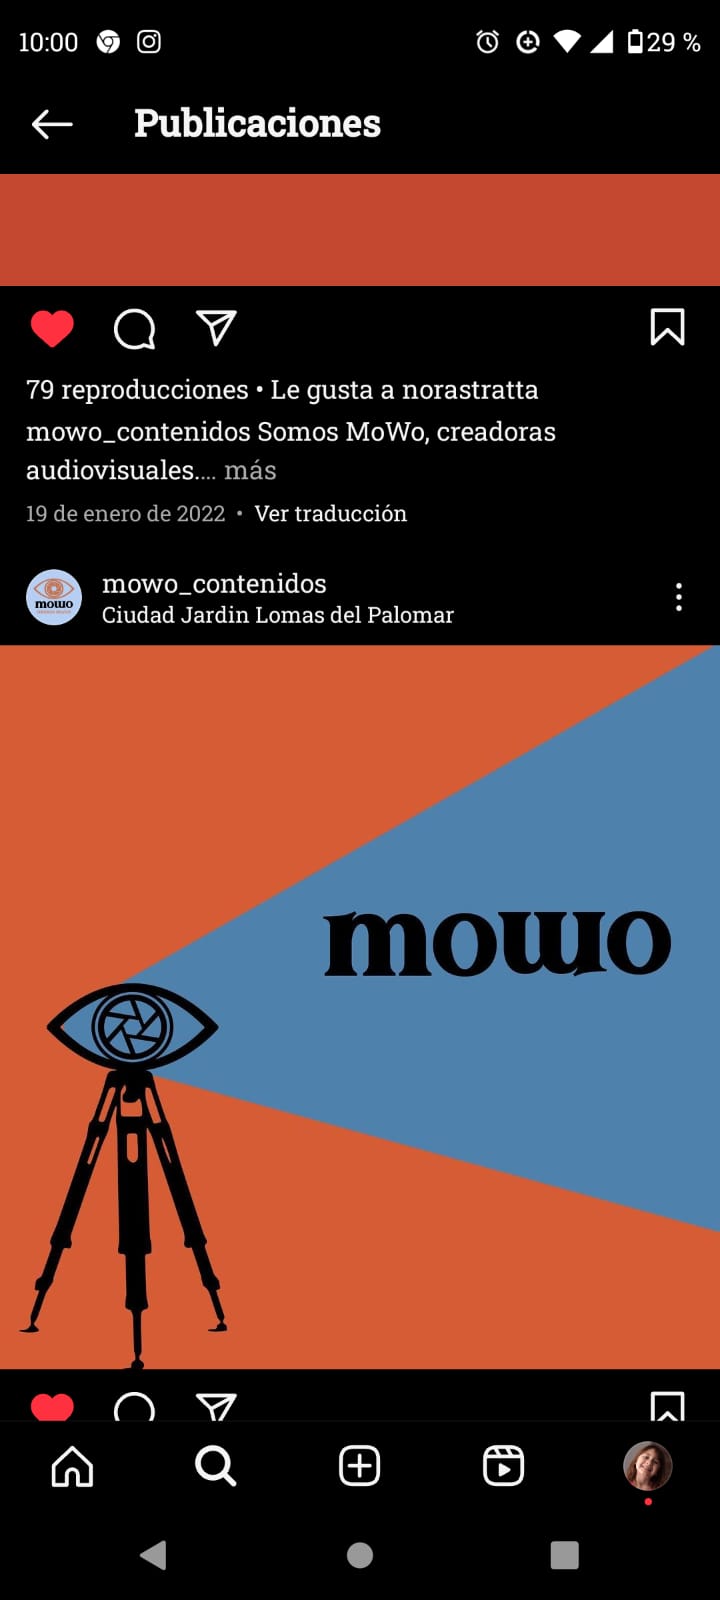 10:00
29 %
Publicaciones
79 reproducciones • Le gusta a norastratta
mowo_contenidos Somos MoWo, creadoras
audiovisuales.... más
19 de enero de 2022 • Ver traducción
mowo
mowo_contenidos
Ciudad Jardin Lomas del Palomar
mowo